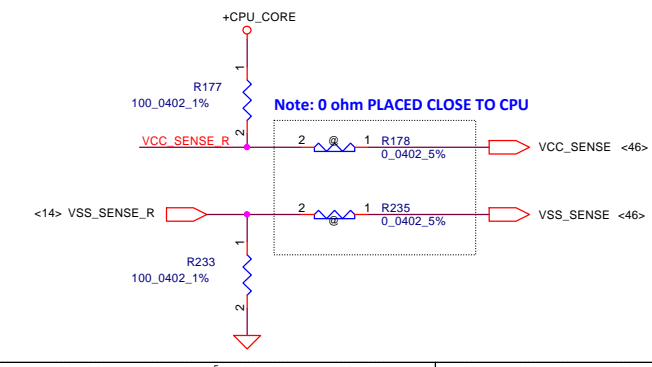 +CPU_CORE
1
R177
100_0402_1%
Note: 0 ohm PLACED CLOSE TO CPU
2
VCC_SENSE_R
2 @ 1 R178
0_0402_5%
VCC_SENSE <46>
<14> VSS_SENSE_R
2 @ 1 R235
0_0402_5%
VSS_SENSE <46>
1
R233
100_0402_1%
2